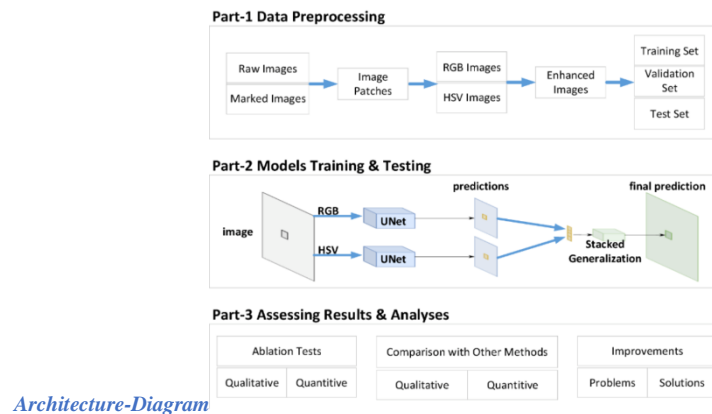 Part-1 Data Preprocessing
Raw Images
Marked Images
Image
Patches
RGB Images
HSV Images
Enhanced
Images
Training Set
Validation
Set
Test Set
Part-2 Models Training & Testing
image
RGB
HSV
UNet
UNet
predictions
Stacked
Generalization
final prediction
Part-3 Assessing Results & Analyses
Ablation Tests
Qualitative
Quantitive
Comparison with Other Methods
Qualitative
Quantitive
Improvements
Problems
Solutions
Architecture-Diagram